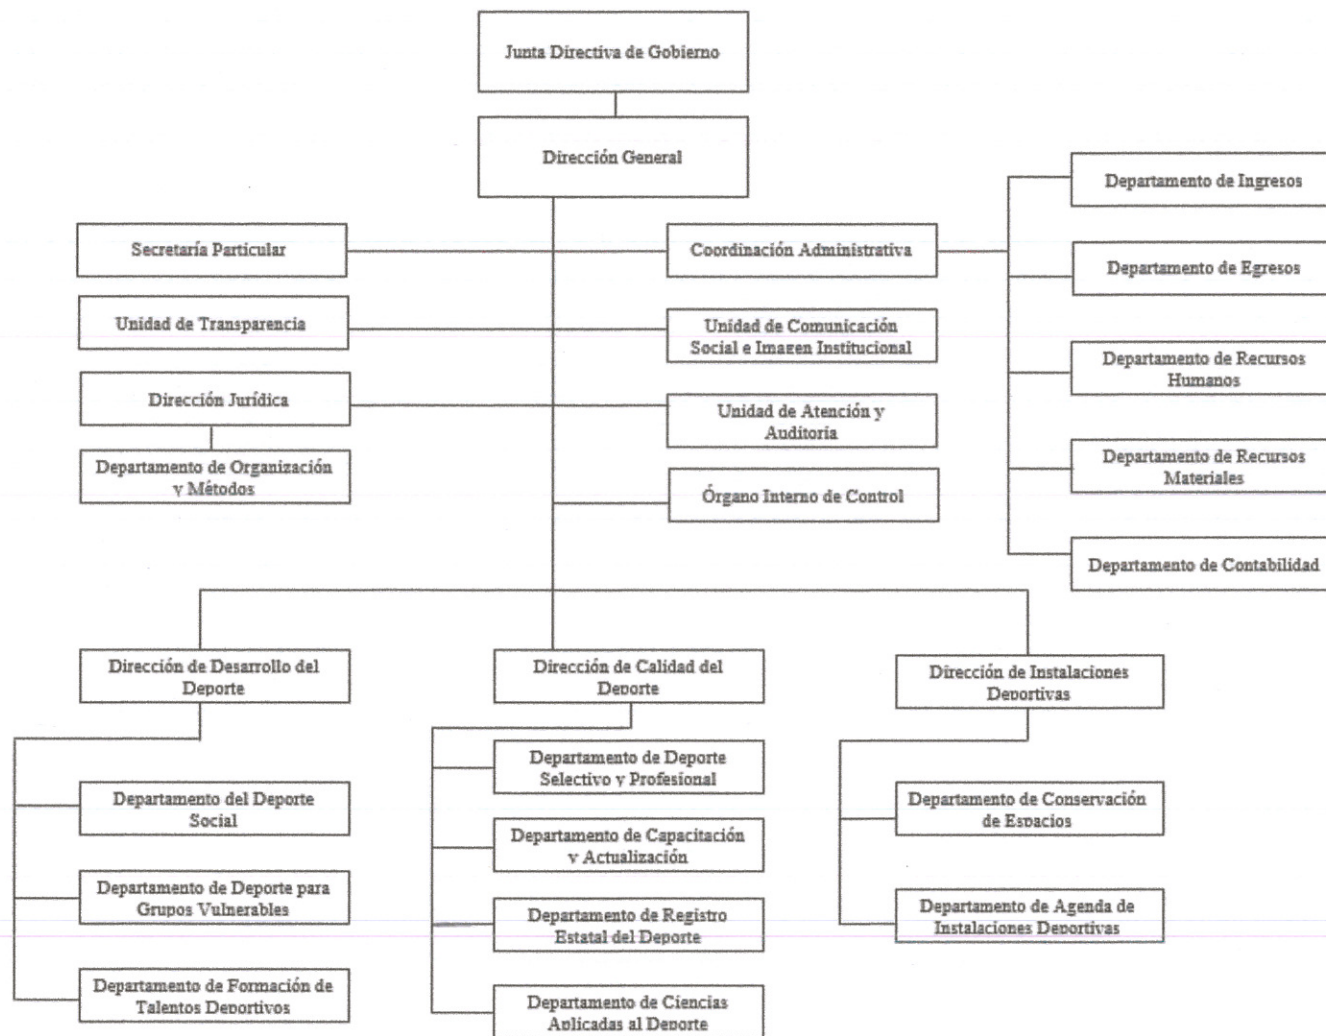 Junta Directiva de Gobierno
Dirección General
Departamento de Ingresos
Secretaría Particular
Coordinación Administrativa
Departamento de Egresos
Unidad de Transparencia
Unidad de Comunicación
Social e Imagen Institucional
Departamento de Recursos
Humanos
Dirección Jurídica
Unidad de Atención y
Auditoria
Departamento de Organización
y Métodos
Departamento de Recursos
Materiales
Órgano Interno de Control
Departamento de Contabilidad
Dirección de Desarrollo del
Deporte
Dirección de Calidad del
Deporte
Dirección de Instalaciones
Deportivas
Departamento del Deporte
Social
Departamento de Deporte para
Grupos Vulnerables
Departamento de Formación de
Talentos Deportivos
Departamento de Deporte
Selectivo y Profesional
Departamento de Capacitación
y Actualización
Departamento de Registro
Estatal del Deporte
Departamento de Ciencias
Aplicadas al Deporte
Departamento de Conservación
de Espacios
Departamento de Agenda de
Instalaciones Deportivas